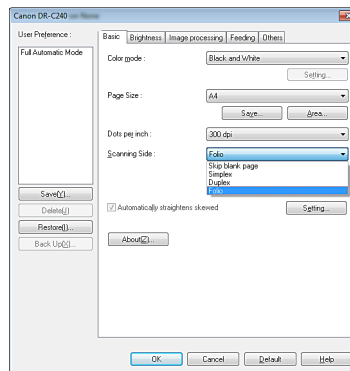 Canon DR-C240 on None
User Preference :
Full Automatic Mode
Save(Y)...
Delete(J)
Restore(I)...
Back Up(X)...
Basic
Brightness
Image processing
Feeding
Others
Color mode :
Black and White
Setting...
Page Size :
A4
Save...
Area...
Dots per inch :
300 dpi
Scanning Side :
Folio
Skip blank page
Simplex
Duplex
Folio
Automatically straightens skewed
Setting...
About(Z)...
OK
Cancel
Default
Help